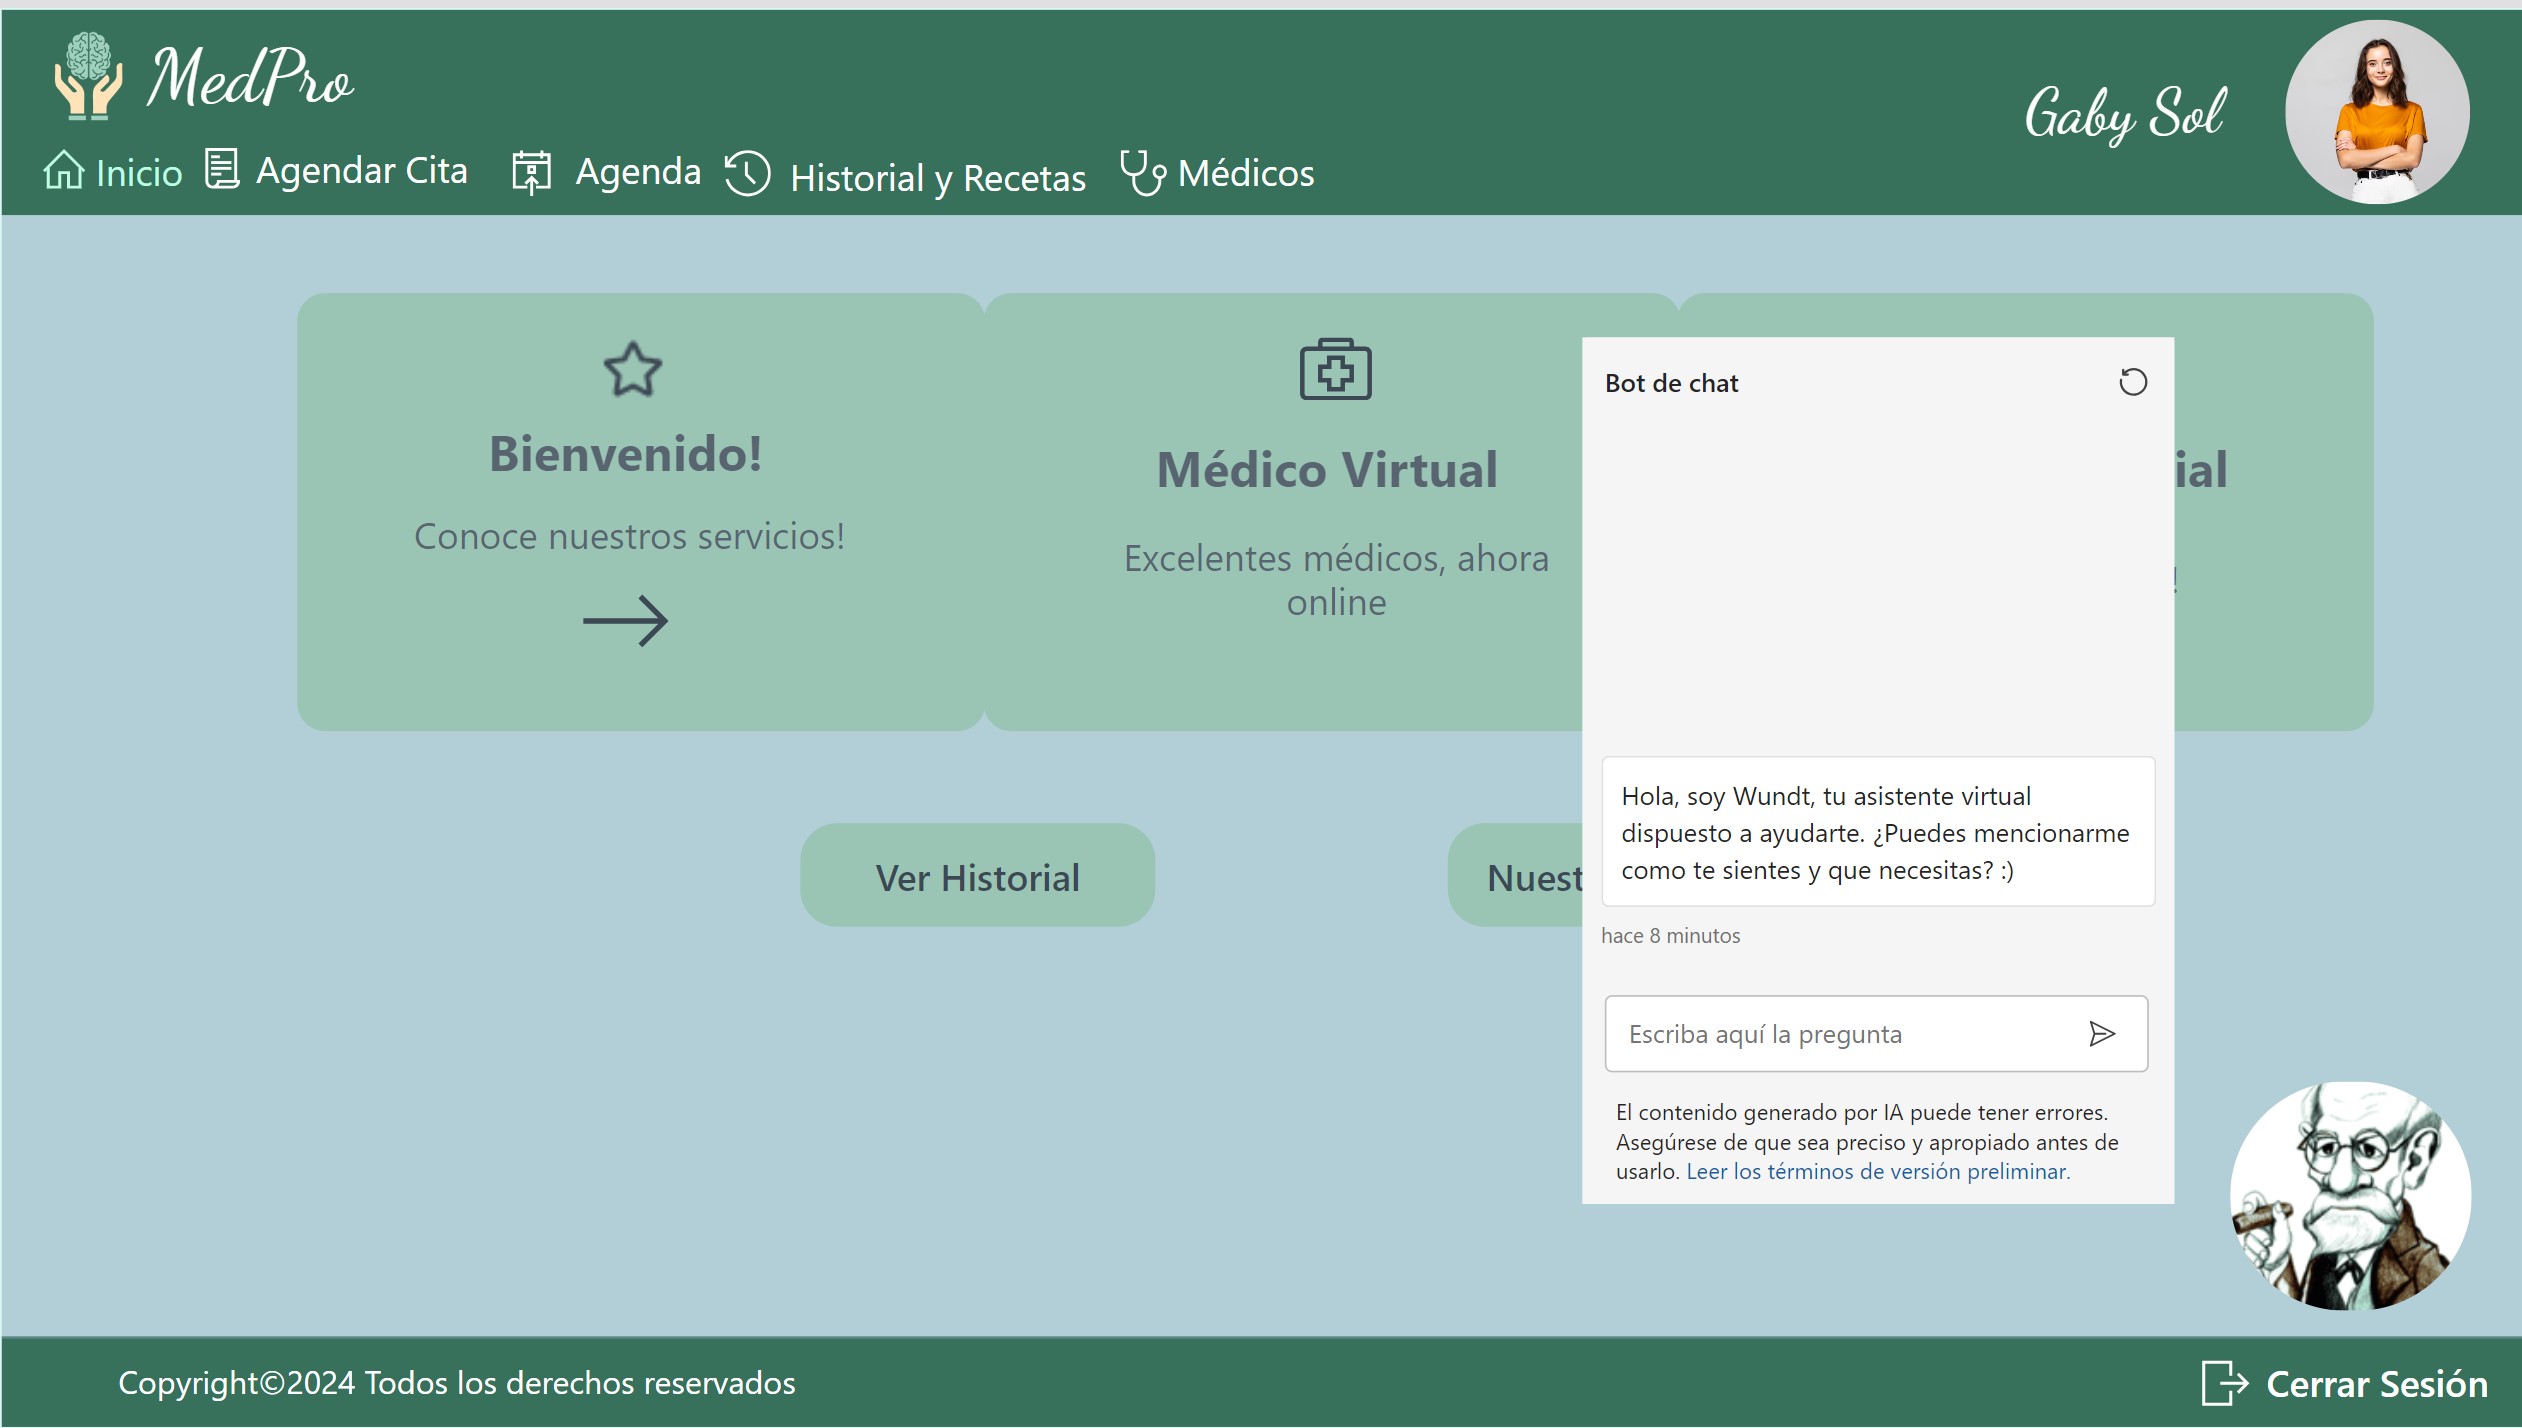 MedPro
Gaby Sol
Inicio
Agendar Cita
Agenda
Historial y Recetas
Médicos
Bienvenido!
Conoce nuestros servicios!
Médico Virtual
Excelentes médicos, ahora
online
ial
!
Ver Historial
Nuest
Bot de chat
Hola, soy Wundt, tu asistente virtual
dispuesto a ayudarte. ¿Puedes mencionarme
como te sientes y que necesitas? :)
hace 8 minutos
Escriba aquí la pregunta
El contenido generado por IA puede tener errores.
Asegúrese de que sea preciso y apropiado antes de
usarlo. Leer los términos de versión preliminar.
Copyright©2024 Todos los derechos reservados
Cerrar Sesión